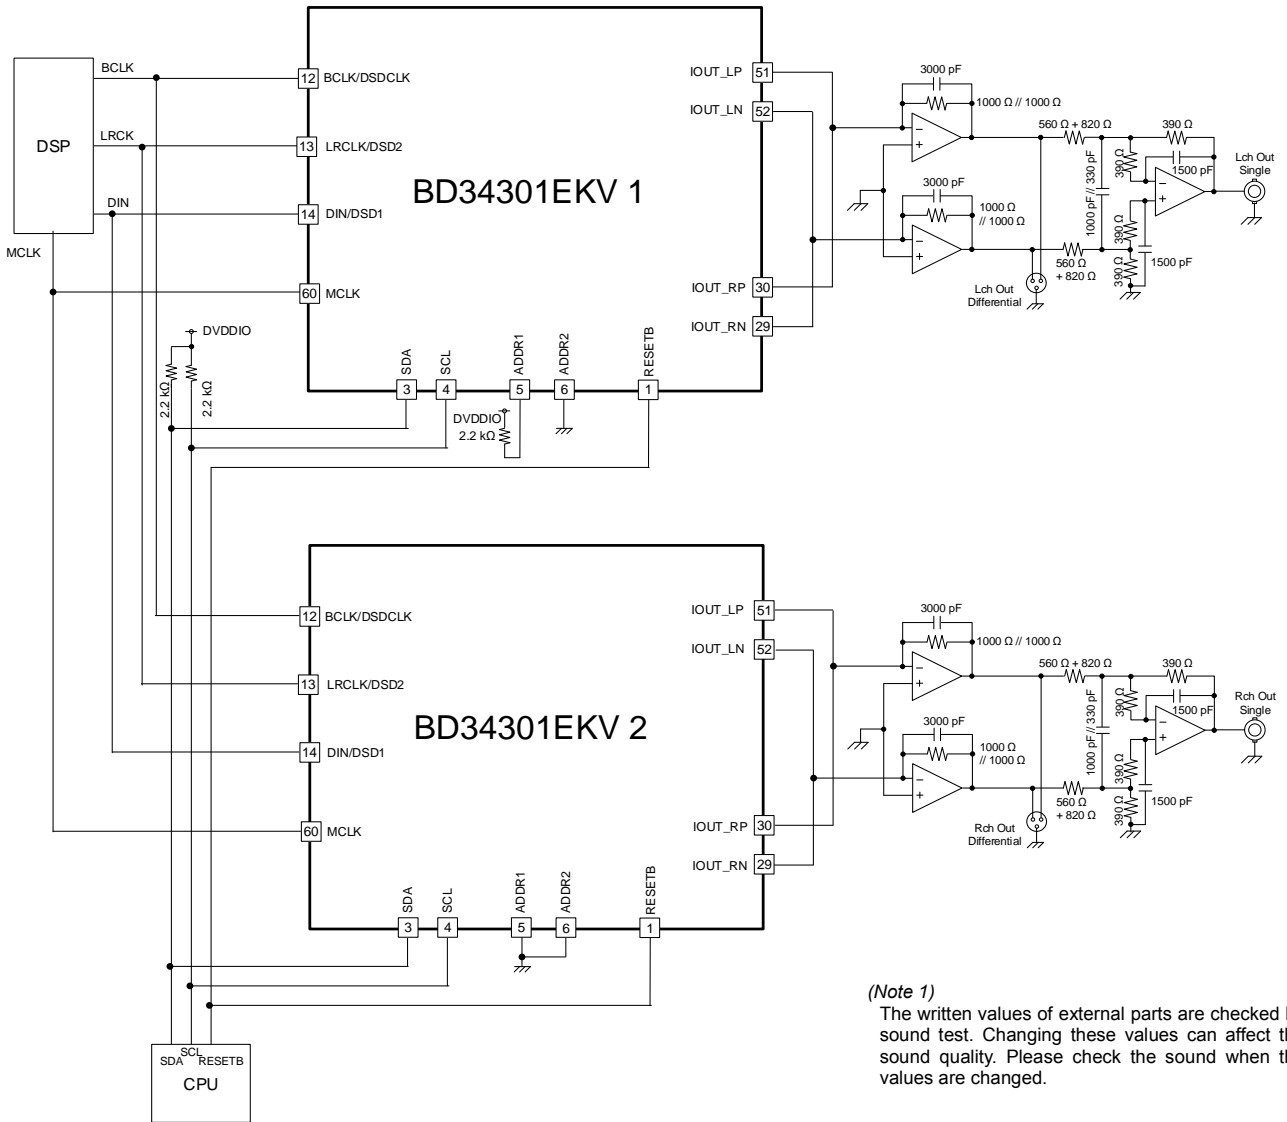 DSP
BCLK
LRCK
DIN
MCLK
BD34301EKV 1
12 BCLK/DSDCLK
13 LRCLK/DSD2
14 DIN/DSD1
60 MCLK
IOUT_LP 51
IOUT_LN 52
IOUT_RP 30
IOUT_RN 29
SDA
SCL
ADDR1
ADDR2
RESETB
3
4
5
6
1
DVDDIO
2.2 kΩ
2.2 kΩ
DVDDIO
2.2 kΩ
3000 pF
1000 Ω // 1000 Ω
3000 pF
1000 Ω
// 1000 Ω
560 Ω + 820 Ω
560 Ω
+ 820 Ω
1000 pF // 330 pF
390 Ω
390 Ω
390 Ω
390 Ω
1500 pF
1500 pF
Lch Out
Single
Lch Out
Differential
BD34301EKV 2
12 BCLK/DSDCLK
13 LRCLK/DSD2
14 DIN/DSD1
60 MCLK
IOUT_LP 51
IOUT_LN 52
IOUT_RP 30
IOUT_RN 29
SDA
SCL
ADDR1
ADDR2
RESETB
3
4
5
6
1
3000 pF
1000 Ω // 1000 Ω
3000 pF
1000 Ω
// 1000 Ω
560 Ω + 820 Ω
560 Ω
+ 820 Ω
1000 pF // 330 pF
390 Ω
390 Ω
390 Ω
390 Ω
1500 pF
1500 pF
Rch Out
Single
Rch Out
Differential
SCL
SDA RESETB
CPU
(Note 1)
The written values of external parts are checked
sound test. Changing these values can affect
sound quality. Please check the sound when
values are changed.